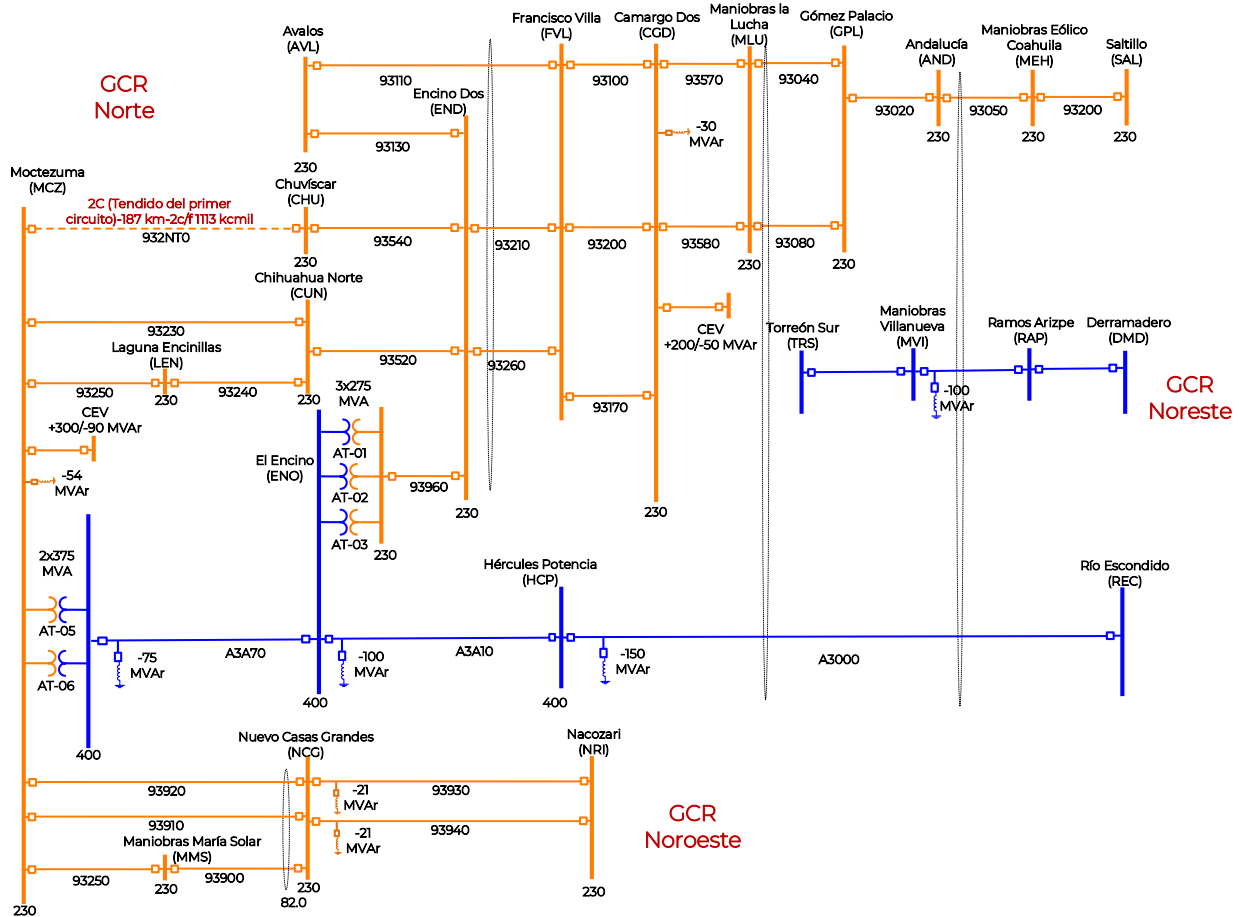 GCR
Norte
Avalos
(AVL)
Francisco Villa
(FVL)
Camargo Dos
(CGD)
Maniobras la
Lucha
(MLU)
Gómez Palacio
(GPL)
Andalucía
(AND)
Maniobras Eólico
Coahuila
(MEH)
Saltillo
(SAL)
93110
93100
93570
93040
Encino Dos
(END)
93020
93050
93200
230
230
230
-30
MVAr
93130
230
Moctezuma
(MCZ)
Chuvíscar
(CHU)
2C (Tendido del primer
circuito)-187 km-2c/f 1113 kcmil
932NT0
93540
93210
93200
93580
93080
230
230
230
Chihuahua Norte
(CUN)
93230
Laguna Encinillas
(LEN)
93520
93260
CEV
+200/-50 MVAr
Torreón Sur
(TRS)
Maniobras
Villanueva
(MVI)
Ramos Arizpe
(RAP)
Derramadero
(DMD)
93250
230
93240
230
3x275
MVA
93170
-100
MVAr
GCR
Noreste
CEV
+300/-90 MVAr
El Encino
(ENO)
AT-01
-54
MVAr
AT-02
93960
230
230
AT-03
230
2x375
MVA
Hércules Potencia
(HCP)
Río Escondido
(REC)
AT-05
AT-06
-75
MVAr
A3A70
-100
MVAr
A3A10
-150
MVAr
A3000
400
400
400
Nuevo Casas Grandes
(NCG)
Nacozari
(NRI)
93920
-21
MVAr
93930
GCR
Noroeste
93910
-21
MVAr
93940
Maniobras María Solar
(MMS)
93250
230
93900
230
230
82.0
230